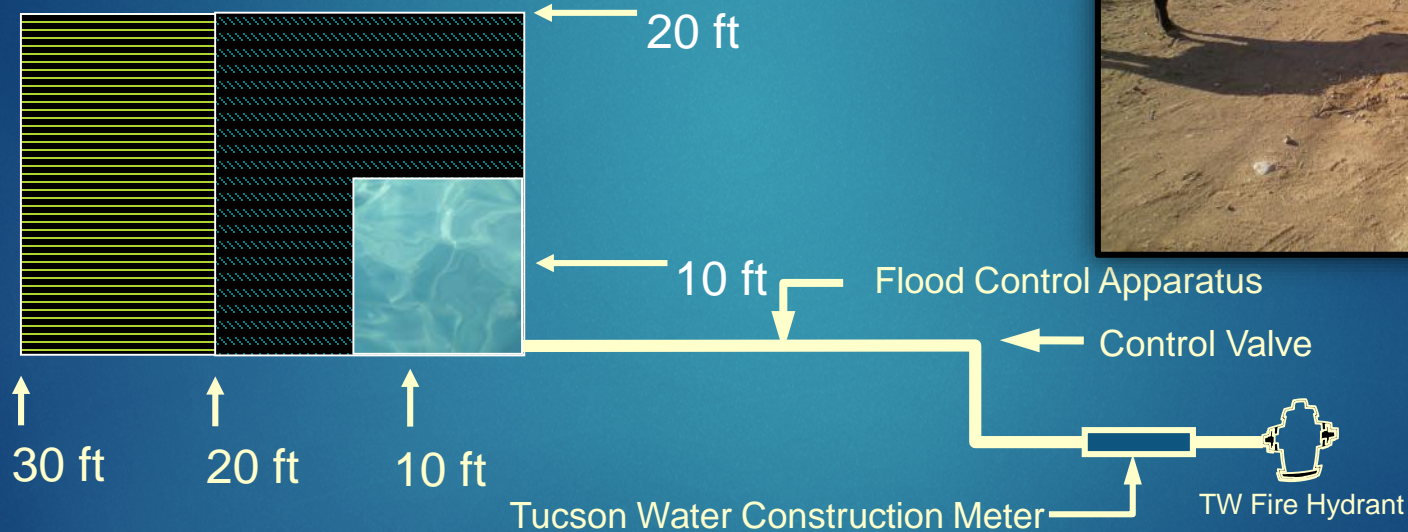 20 ft
10 ft
Flood Control Apparatus
Control Valve
30 ft
20 ft
10 ft
Tucson Water Construction Meter
TW Fire Hydrant